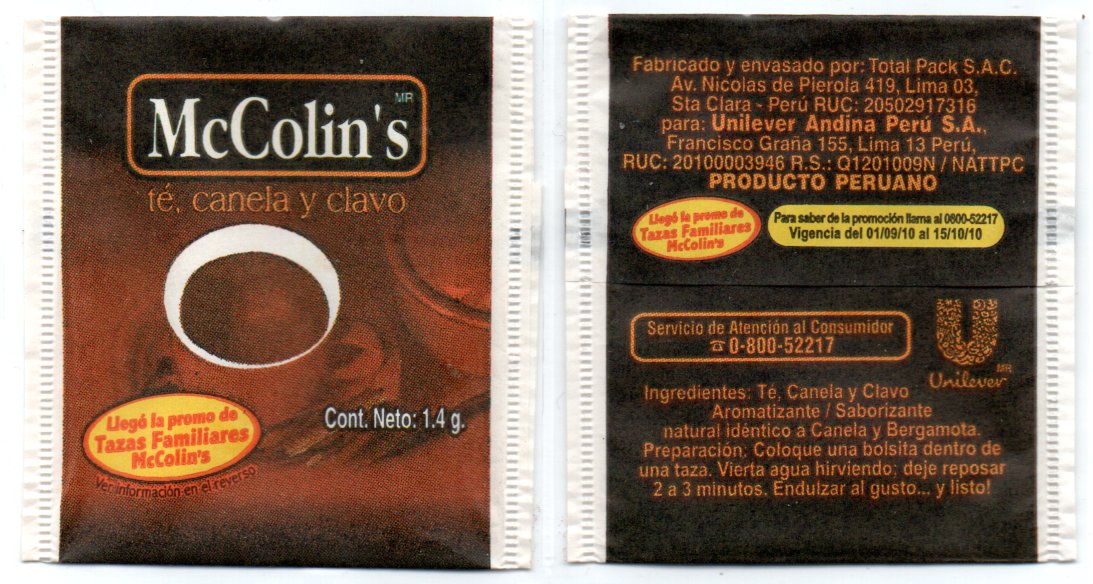 McColin's MR
té, canela y clavo
Llegó la promo de
Tazas Familiares
McColin's
Ver información en el reverso
Cont. Neto: 1.4 g.
Fabricado y envasado por: Total Pack S.A.C.
Av. Nicolas de Pierola 419, Lima 03,
Sta Clara - Perú RUC: 20502917316
para: Unilever Andina Perú S.A.,
Francisco Graña 155, Lima 13 Perú,
RUC: 20100003946 R.S.: Q1201009N / NATTPC
PRODUCTO PERUANO
Llegó la promo de
Tazas Familiares
McColin's
Para saber de la promoción llama al 0800-52217
Vigencia del 01/09/10 al 15/10/10
Servicio de Atención al Consumidor
☎ 0-800-52217
Unilever MR
Ingredientes: Té, Canela y Clavo
Aromatizante / Saborizante
natural idéntico a Canela y Bergamota.
Preparación: Coloque una bolsita dentro de
una taza. Vierta agua hirviendo; deje reposar
2 a 3 minutos. Endulzar al gusto... y listo!